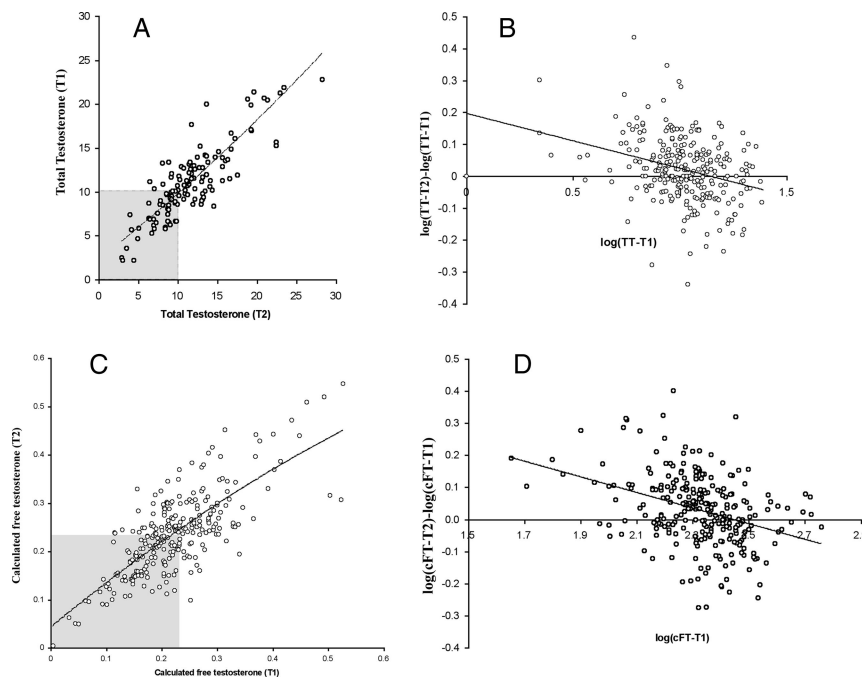 A
Total Testosterone (T1)
30
25
20
15
10
5
0
0 5 10 15 20 25 30
Total Testosterone (T2)
B
log(TT-T2)-log(TT-T1)
0.5
0.4
0.3
0.2
0.1
0
-0.1
-0.2
-0.3
-0.4
0 0.5 1 1.5
log(TT-T1)
C
Calculated free testosterone (T2)
0.6
0.5
0.4
0.3
0.2
0.1
0
0 0.1 0.2 0.3 0.4 0.5 0.6
Calculated free testosterone (T1)
D
log(cFT-T2)-log(cFT-T1)
0.5
0.4
0.3
0.2
0.1
0.0
-0.1
-0.2
-0.3
-0.4
1.5 1.7 1.9 2.1 2.3 2.5 2.7
log(cFT-T1)